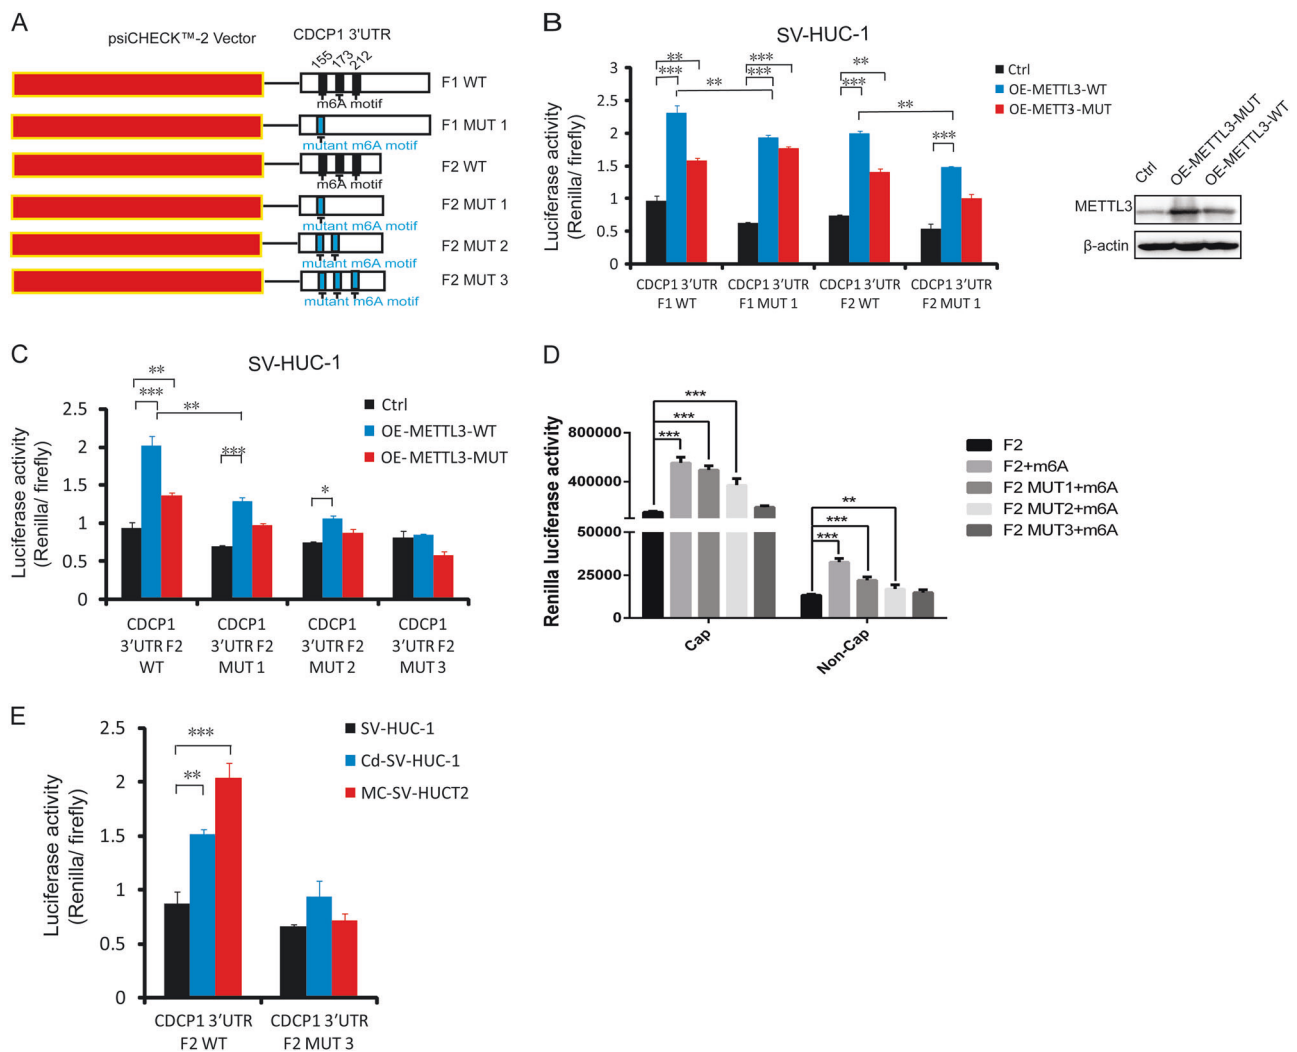 A
psiCHECK™-2 Vector
CDCP1 3'UTR
155 173 212
m6A motif
F1 WT
mutant m6A motif
F1 MUT 1
m6A motif
F2 WT
mutant m6A motif
F2 MUT 1
mutant m6A motif
F2 MUT 2
mutant m6A motif
F2 MUT 3
B
SV-HUC-1
Luciferase activity
(Renilla/ firefly)
3
2.5
2
1.5
1
0.5
0
** *** ** **
*** *** *** **
***
Ctrl
OE-METTL3-WT
OE-METT3-MUT
CDCP1 3’UTR
F1 WT
CDCP1 3’UTR
F1 MUT 1
CDCP1 3’UTR
F2 WT
CDCP1 3’UTR
F2 MUT 1
Ctrl
OE-METTL3-MUT
OE-METTL3-WT
METTL3
β-actin
C
SV-HUC-1
Luciferase activity
(Renilla/ firefly)
2.5
2
1.5
1
0.5
0
**
*** **
***
*
Ctrl
OE-METTL3-WT
OE-METTL3-MUT
CDCP1
3’UTR F2
WT
CDCP1
3’UTR F2
MUT 1
CDCP1
3’UTR F2
MUT 2
CDCP1
3’UTR F2
MUT 3
D
Renilla luciferase activity
800000
400000
50000
25000
0
***
***
***
**
***
***
Cap
Non-Cap
F2
F2+m6A
F2 MUT1+m6A
F2 MUT2+m6A
F2 MUT3+m6A
E
Luciferase activity
(Renilla/ firefly)
2.5
2
1.5
1
0.5
0
***
**
SV-HUC-1
Cd-SV-HUC-1
MC-SV-HUCT2
CDCP1 3’UTR
F2 WT
CDCP1 3’UTR
F2 MUT 3